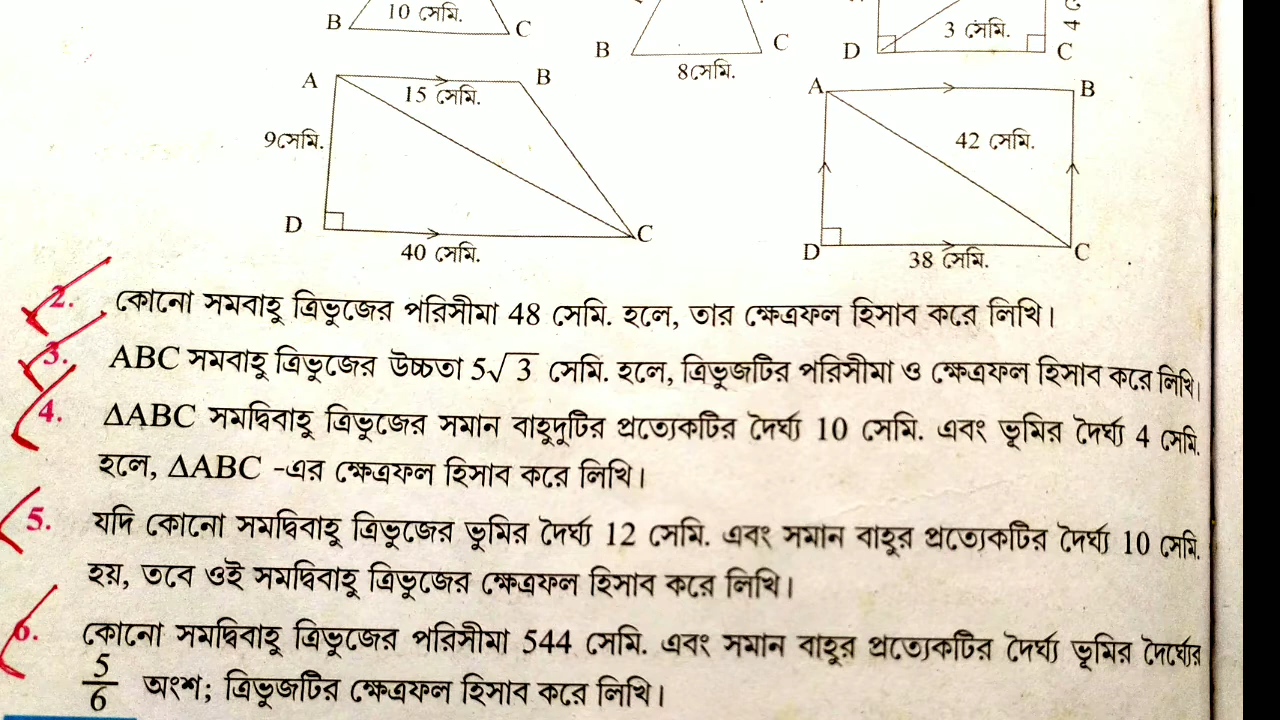 10 সেমি.
B C
B C
8সেমি.
D 3 সেমি. C
4
A B
15 সেমি.
9সেমি.
D C
40 সেমি.
A B
42 সেমি.
D C
38 সেমি.
2. কোনো সমবাহু ত্রিভুজের পরিসীমা 48 সেমি. হলে, তার ক্ষেত্রফল হিসাব করে লিখি।
3. ABC সমবাহু ত্রিভুজের উচ্চতা 5√3 সেমি. হলে, ত্রিভুজটির পরিসীমা ও ক্ষেত্রফল হিসাব করে লিখি।
4. ΔABC সমদ্বিবাহু ত্রিভুজের সমান বাহুদুটির প্রত্যেকটির দৈর্ঘ্য 10 সেমি. এবং ভূমির দৈর্ঘ্য 4 সেমি.
হলে, ΔABC -এর ক্ষেত্রফল হিসাব করে লিখি।
5. যদি কোনো সমদ্বিবাহু ত্রিভুজের ভূমির দৈর্ঘ্য 12 সেমি. এবং সমান বাহুর প্রত্যেকটির দৈর্ঘ্য 10 সেমি.
হয়, তবে ওই সমদ্বিবাহু ত্রিভুজের ক্ষেত্রফল হিসাব করে লিখি।
6. কোনো সমদ্বিবাহু ত্রিভুজের পরিসীমা 544 সেমি. এবং সমান বাহুর প্রত্যেকটির দৈর্ঘ্য ভূমির দৈর্ঘ্যের
5/6 অংশ; ত্রিভুজটির ক্ষেত্রফল হিসাব করে লিখি।